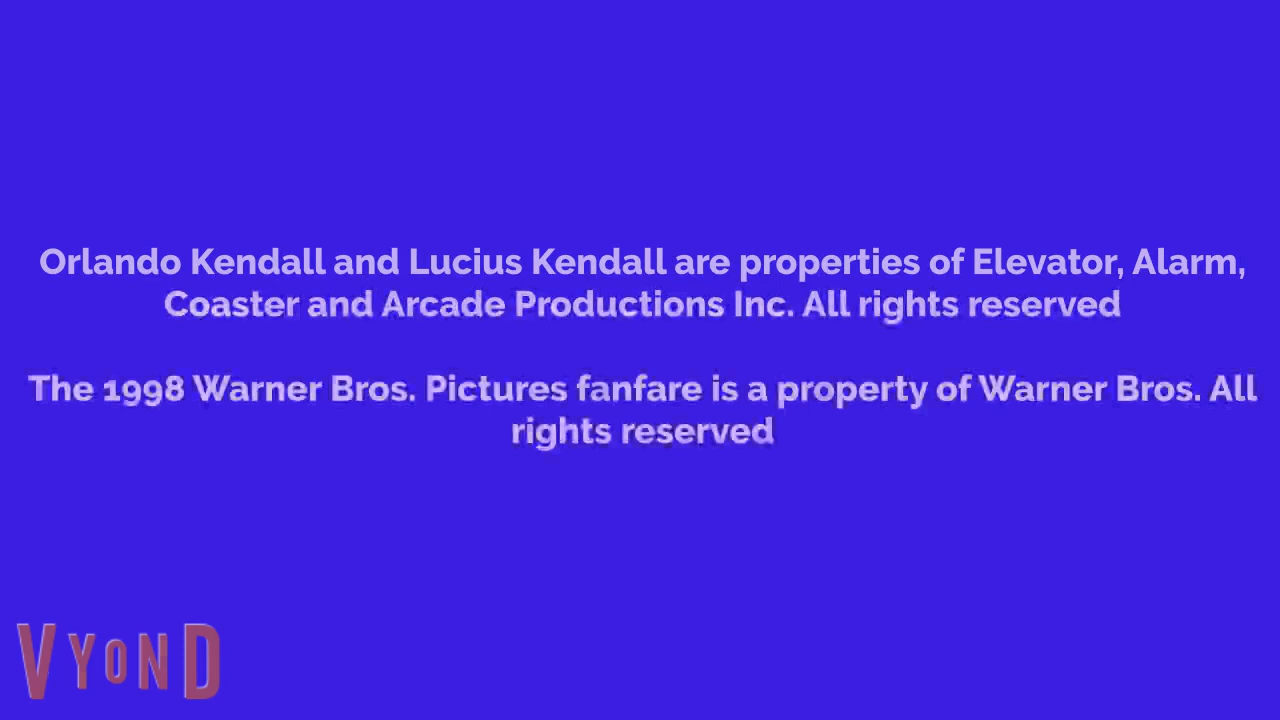 Orlando Kendall and Lucius Kendall are properties of Elevator, Alarm,
Coaster and Arcade Productions Inc. All rights reserved
The 1998 Warner Bros. Pictures fanfare is a property of Warner Bros. All
rights reserved
VYOND